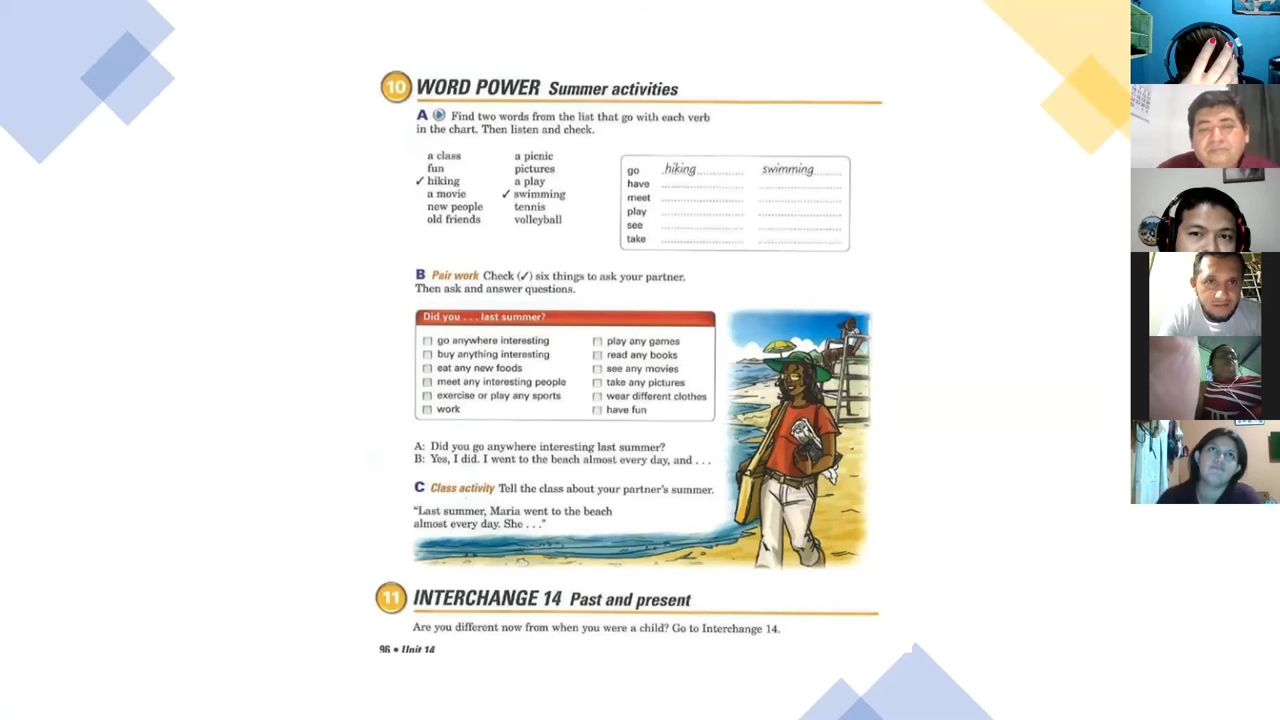 10 WORD POWER Summer activities
A Find two words from the list that go with each verb
in the chart. Then listen and check.
a class
fun
✓ hiking
a movie
new people
old friends
a picnic
pictures
a play
✓ swimming
tennis
volleyball
go hiking swimming
have
meet
play
see
take
B Pair work Check (✓) six things to ask your partner.
Then ask and answer questions.
Did you . . . last summer?
go anywhere interesting
buy anything interesting
eat any new foods
meet any interesting people
exercise or play any sports
work
play any games
read any books
see any movies
take any pictures
wear different clothes
have fun
A: Did you go anywhere interesting last summer?
B: Yes, I did. I went to the beach almost every day, and . . .
C Class activity Tell the class about your partner's summer.
"Last summer, Maria went to the beach
almost every day. She . . ."
11 INTERCHANGE 14 Past and present
Are you different now from when you were a child? Go to Interchange 14.
96 • Unit 14